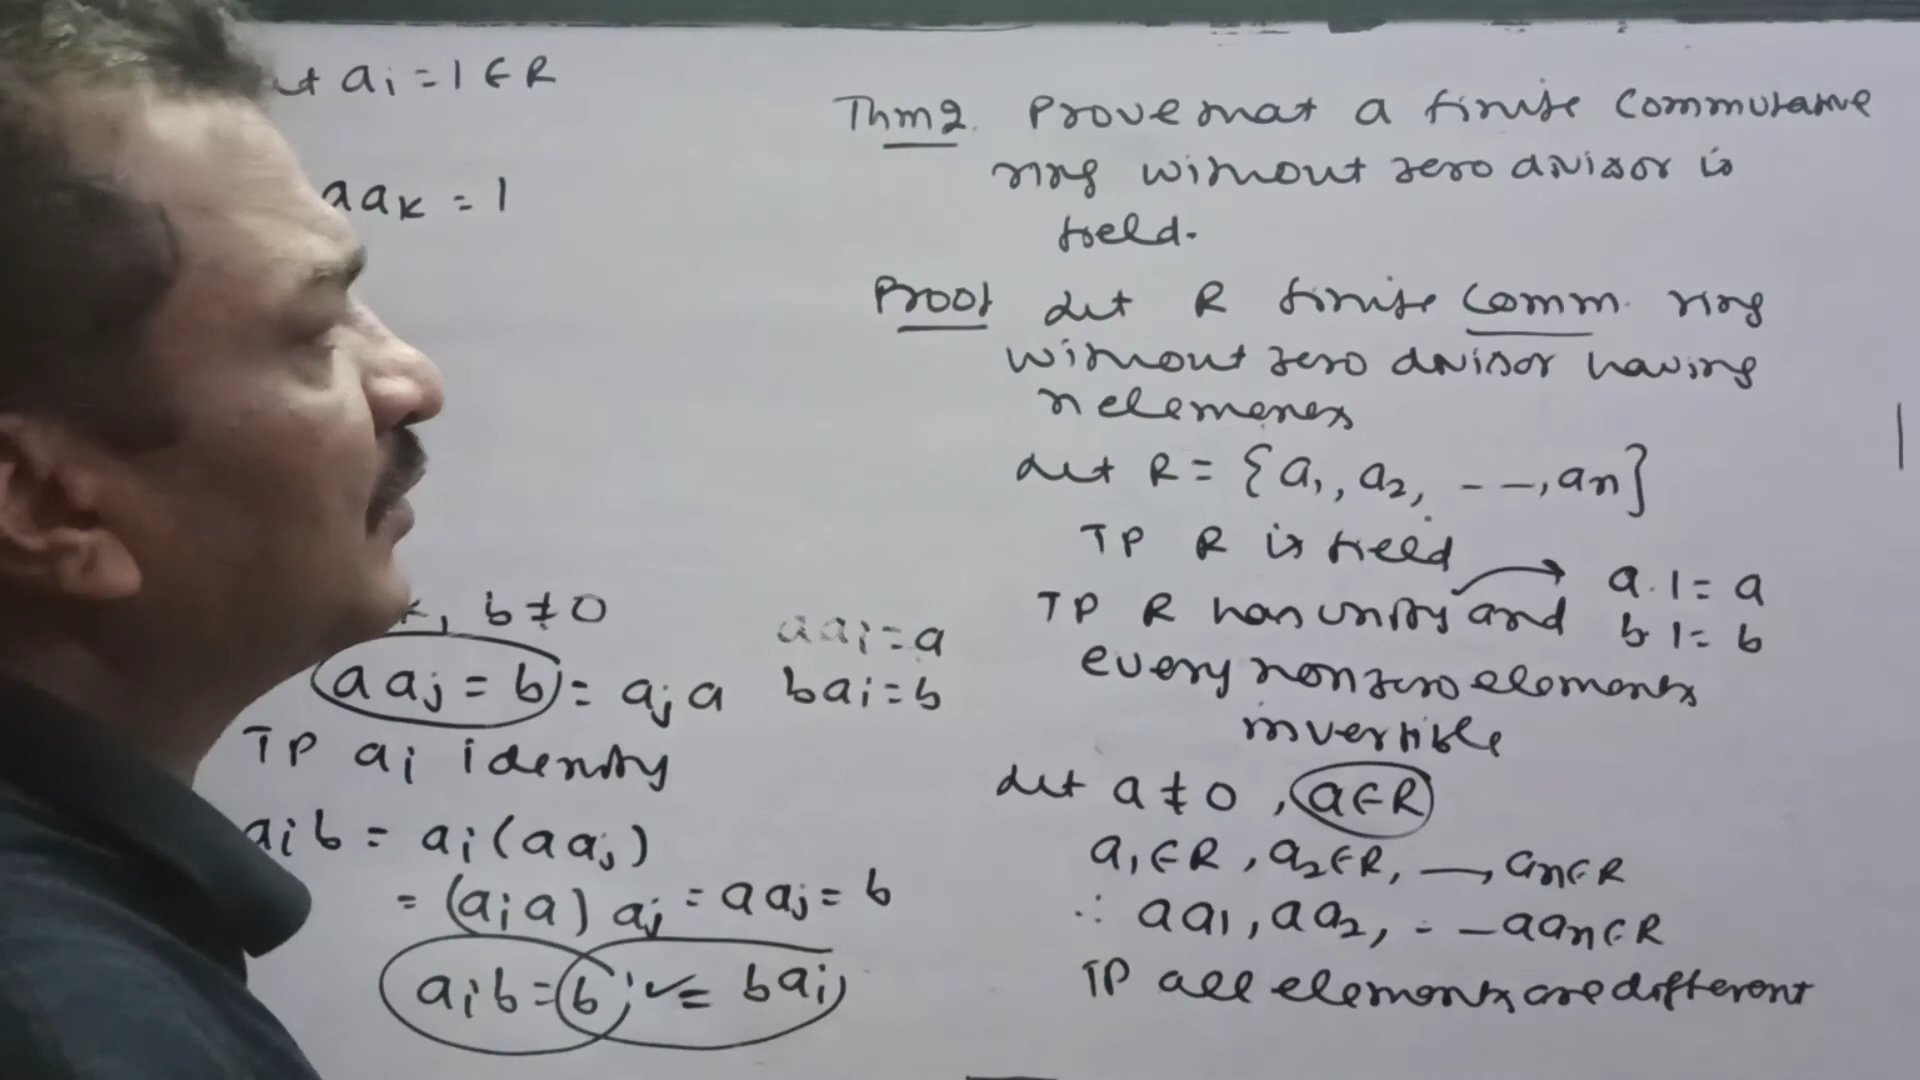 Let ai = 1 ∈ R
aak = 1
b ≠ 0
aaj = b = aja
TP ai identity
aib = ai(aaj)
= (aia) aj = aaj = b
aib = b ; = bai
aai = a
bai = b
Thm 2. Prove that a finite commutative
ring without zero divisor is
field.
Proof Let R finite comm. ring
without zero divisor having
n elements
Let R = {a1, a2, - - -, an}
TP R is field
TP R has unity and
every nonzero elements
invertible
a.1 = a
b.1 = b
Let a ≠ 0, a ∈ R
a1 ∈ R, a2 ∈ R, — , an ∈ R
∴ aa1, aa2, - - aan ∈ R
TP all elements are different